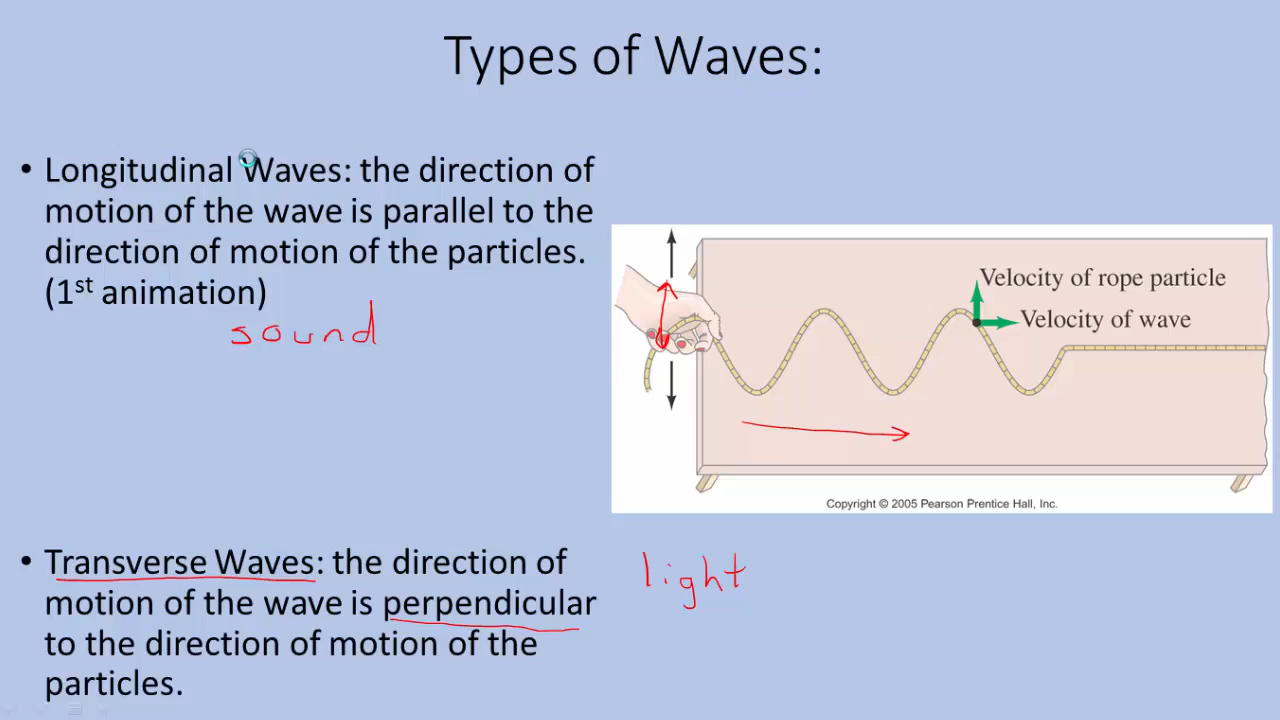 Types of Waves:
• Longitudinal Waves: the direction of
motion of the wave is parallel to the
direction of motion of the particles.
(1st animation)
sound
Velocity of rope particle
Velocity of wave
Copyright © 2005 Pearson Prentice Hall, Inc.
• Transverse Waves: the direction of
motion of the wave is perpendicular
to the direction of motion of the
particles.
light